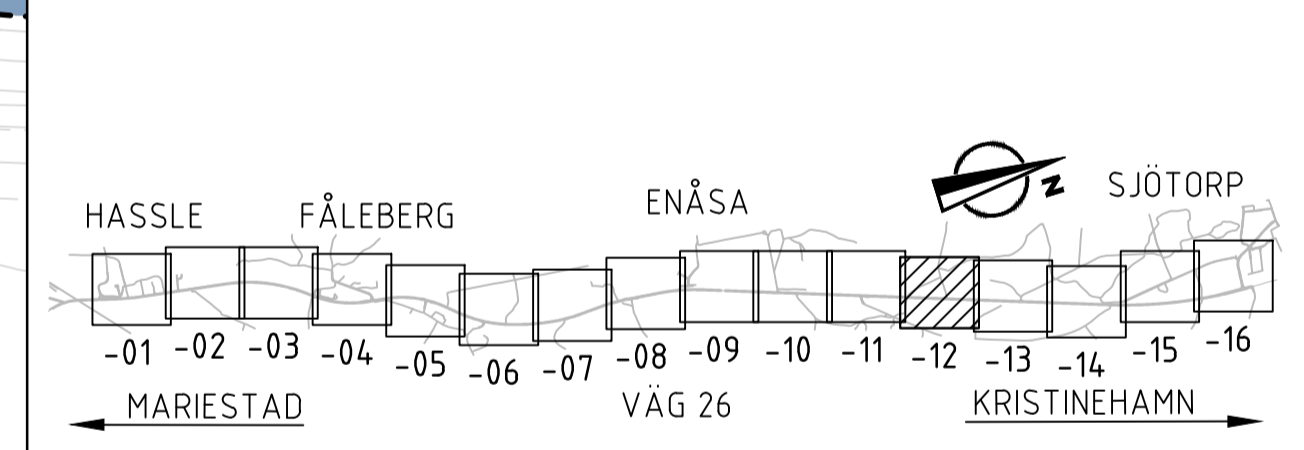 HASSLE FÅLEBERG ENÅSA N SJÖTORP
-01 -02 -03 -04 -05 -06 -07 -08 -09 -10 -11 -12 -13 -14 -15 -16
MARIESTAD VÄG 26 KRISTINEHAMN